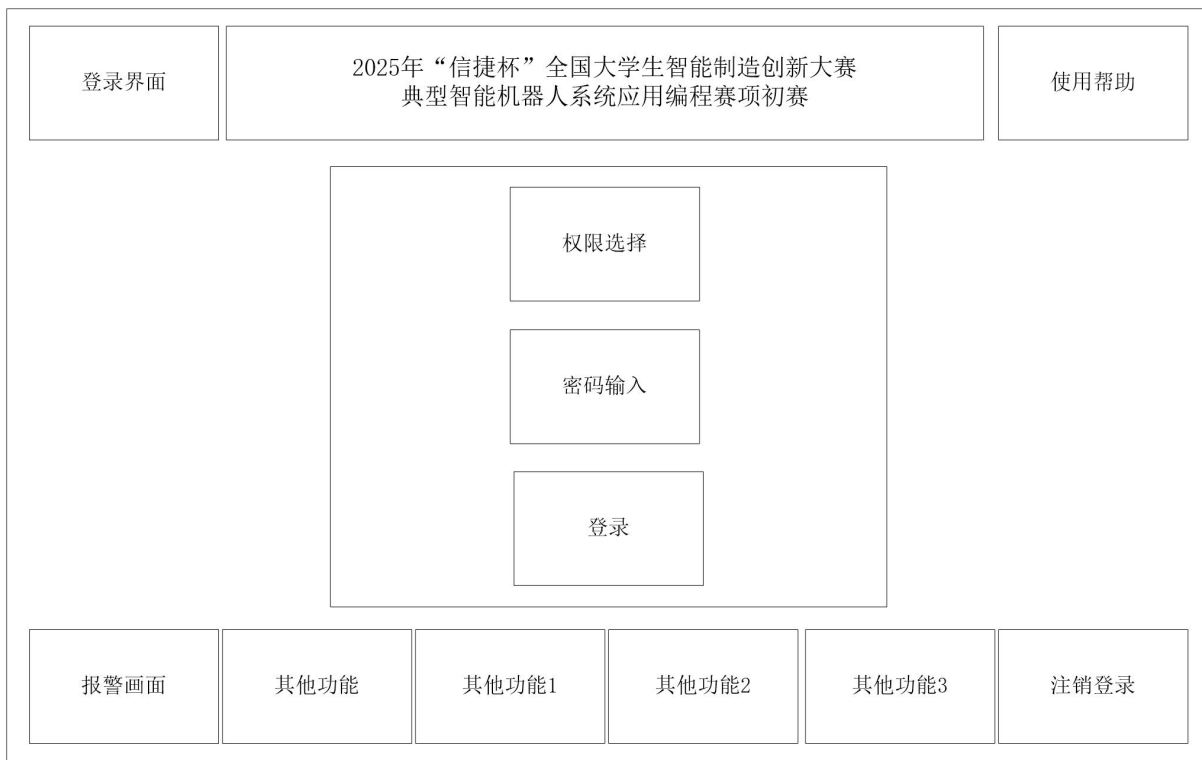 登录界面
2025年“信捷杯”全国大学生智能制造创新大赛
典型智能机器人系统应用编程赛项初赛
使用帮助
权限选择
密码输入
登录
报警画面
其他功能
其他功能1
其他功能2
其他功能3
注销登录